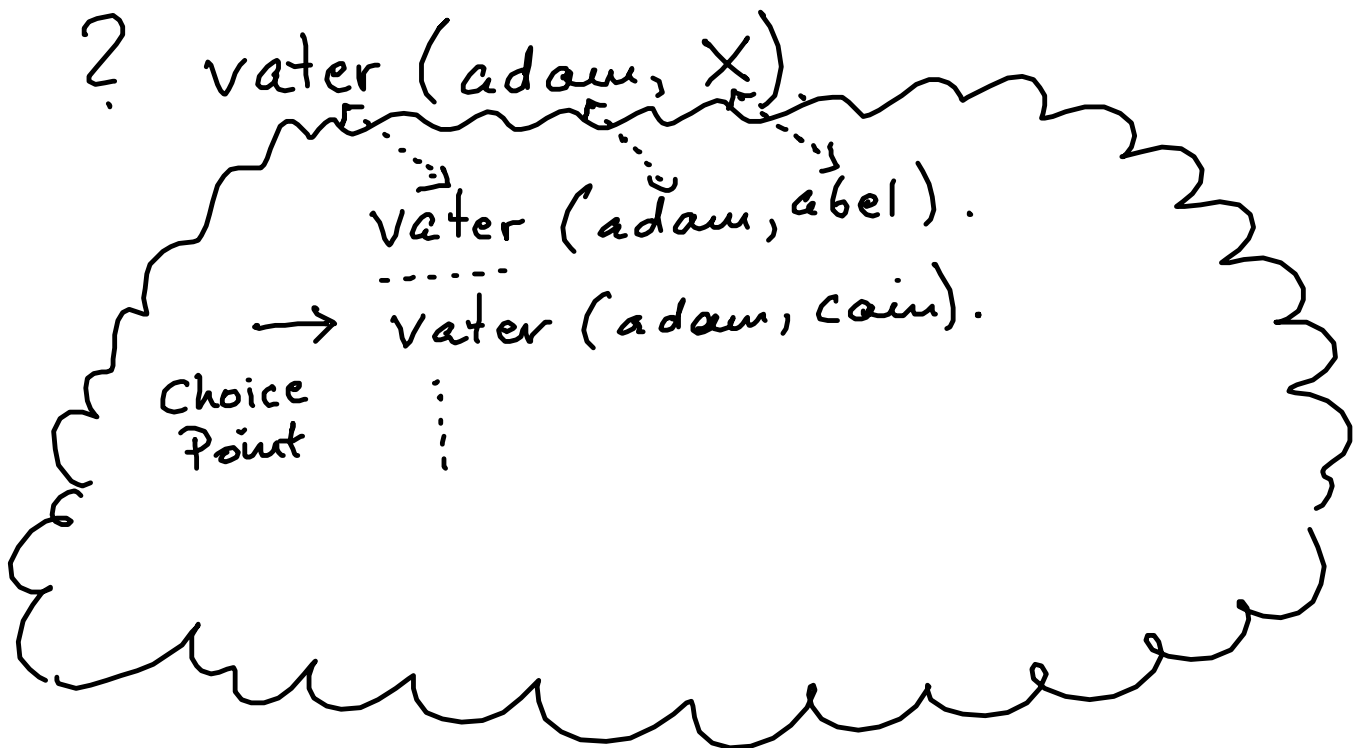 ? vater (adam, X)
vater (adam, abel).
vater (adam, cain).
Choice
Point